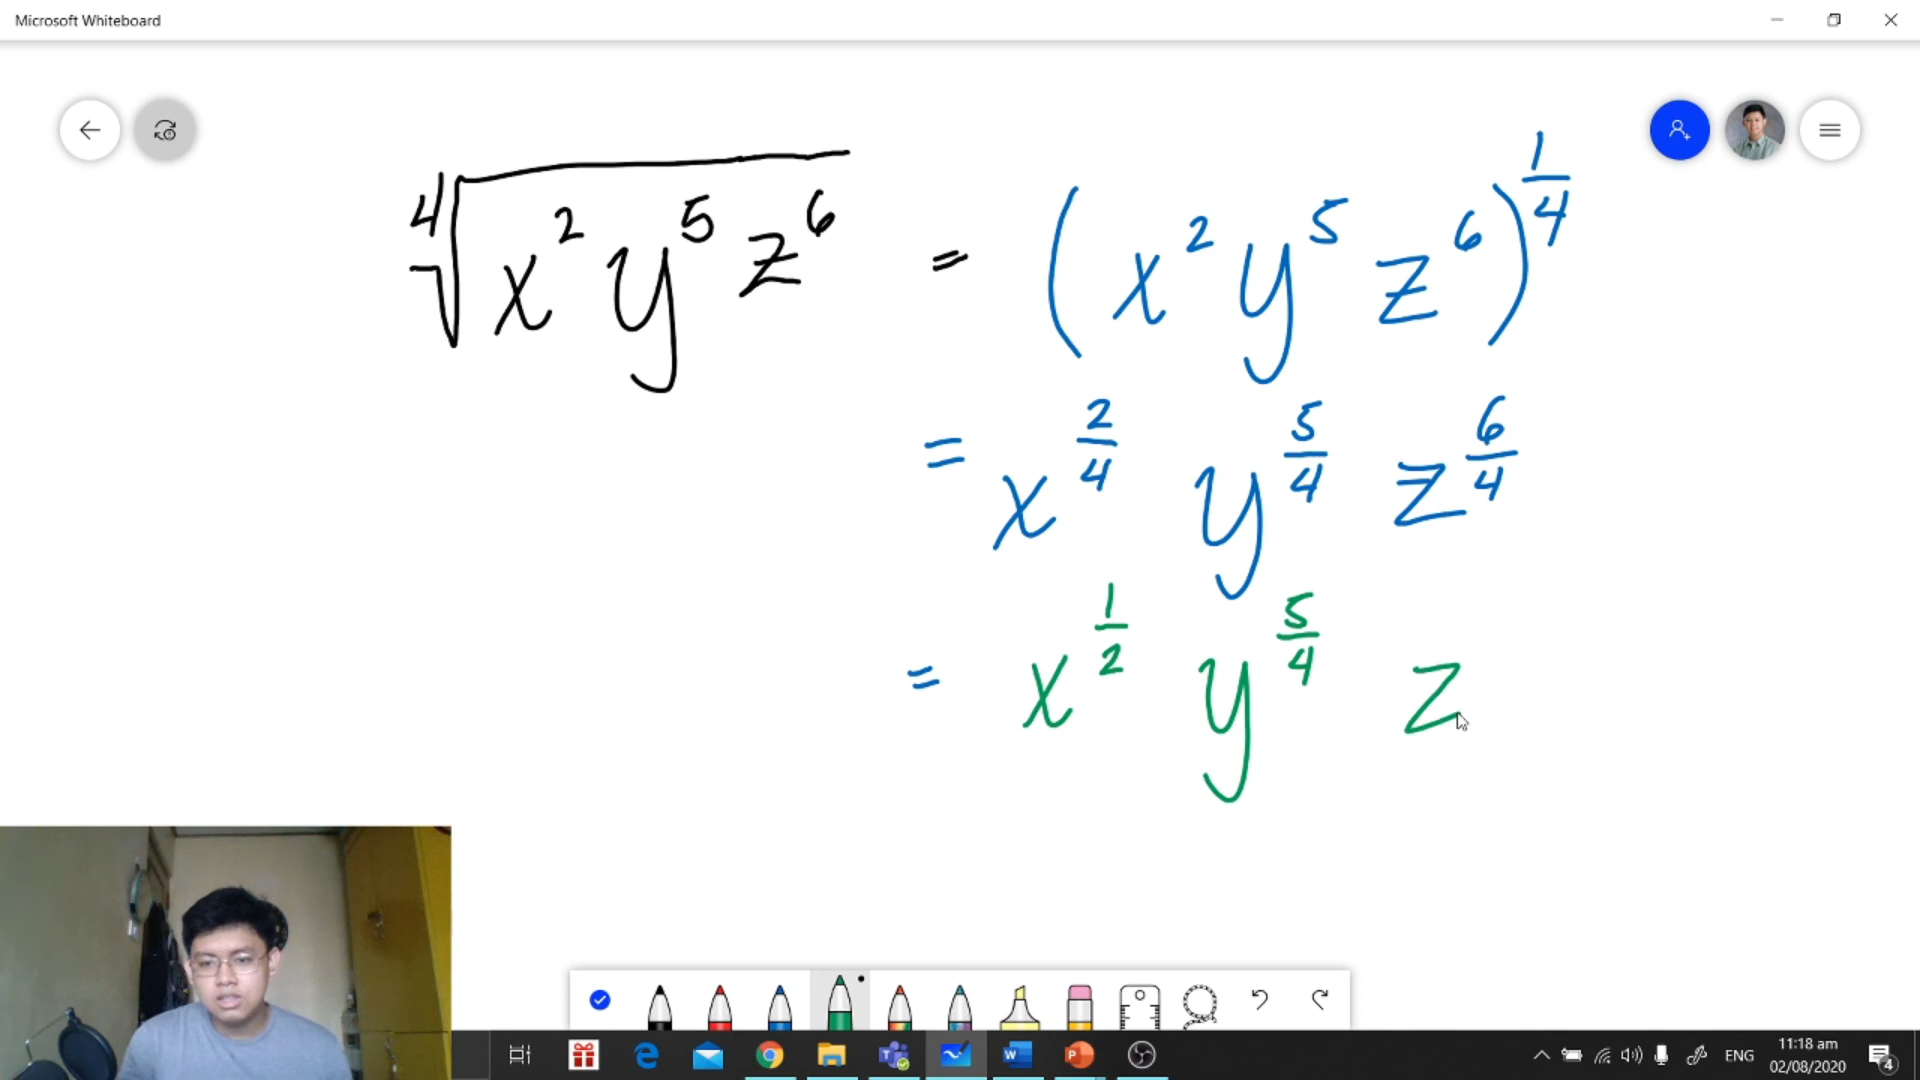 Microsoft Whiteboard
∜(x²y⁵z⁶) = (x²y⁵z⁶)^(1/4)
= x^(2/4) y^(5/4) z^(6/4)
= x^(1/2) y^(5/4) z
ENG
11:18 am
02/08/2020
4